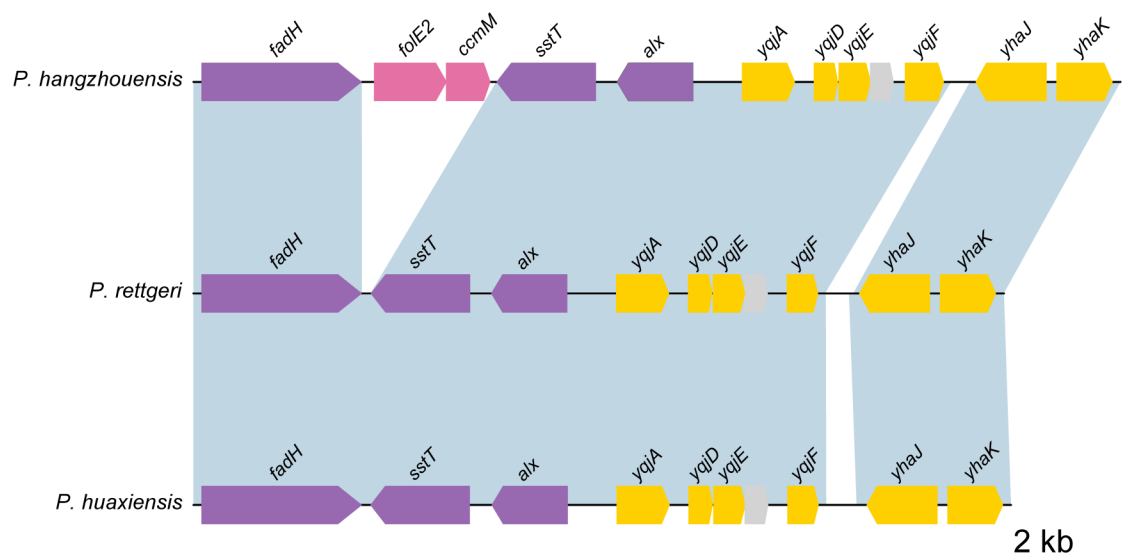 fadH folE2 ccmM sstT alx yqjA yqjD yqjE yqjF yhaJ yhaK
P. hangzhouensis
fadH sstT alx yqjA yqjD yqjE yqjF yhaJ yhaK
P. rettgeri
fadH sstT alx yqjA yqjD yqjE yqjF yhaJ yhaK
P. huaxiensis
2 kb